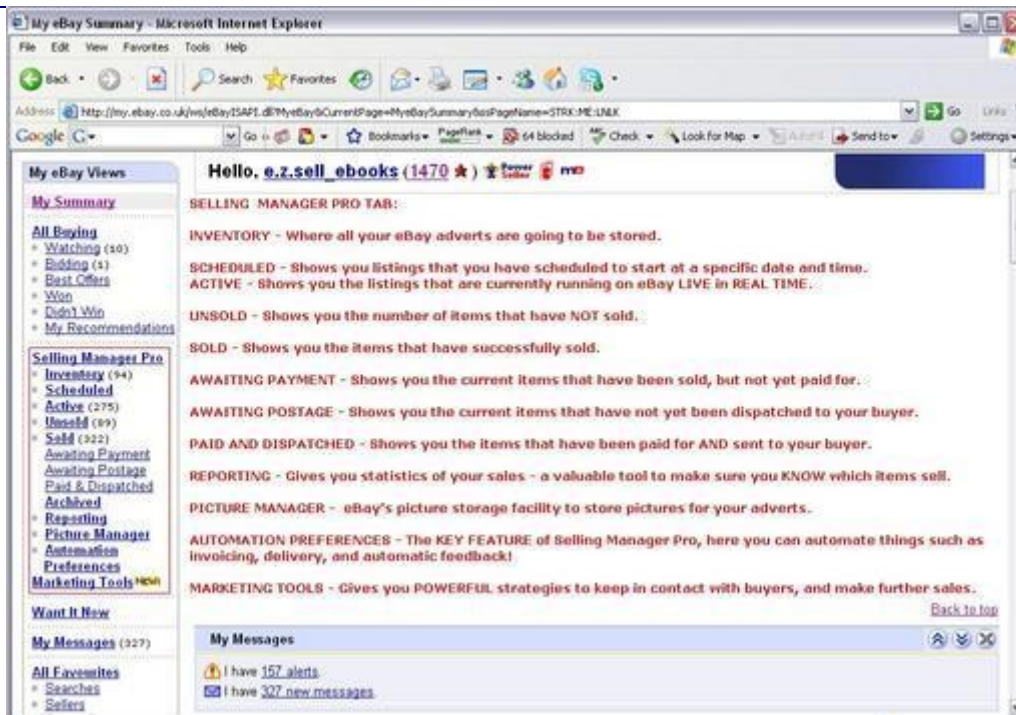 My eBay Summary - Microsoft Internet Explorer
File Edit View Favorites Tools Help
Back Search Favorites
Address http://my.ebay.co.uk/ws/eBayISAPI.dll?MyeBay&CurrentPage=MyeBaySummary&ssPageName=STRK:ME:LNLK Go Links
Google G Go Bookmarks PageRank 64 blocked Check Look for Map AutoFill Send to Settings
My eBay Views
My Summary
All Buying
Watching (10)
Bidding (1)
Best Offers
Won
Didn't Win
My Recommendations
Selling Manager Pro
Inventory (94)
Scheduled
Active (275)
Unsold (89)
Sold (322)
Awaiting Payment
Awaiting Postage
Paid & Dispatched
Archived
Reporting
Picture Manager
Automation
Preferences
Marketing Tools New!
Want It Now
My Messages (327)
All Favourites
Searches
Sellers
Hello, e.z.sell_ebooks (1470 ) Power Seller me
SELLING MANAGER PRO TAB:
INVENTORY - Where all your eBay adverts are going to be stored.
SCHEDULED - Shows you listings that you have scheduled to start at a specific date and time.
ACTIVE - Shows you the listings that are currently running on eBay LIVE in REAL TIME.
UNSOLD - Shows you the number of items that have NOT sold.
SOLD - Shows you the items that have successfully sold.
AWAITING PAYMENT - Shows you the current items that have been sold, but not yet paid for.
AWAITING POSTAGE - Shows you the current items that have not yet been dispatched to your buyer.
PAID AND DISPATCHED - Shows you the items that have been paid for AND sent to your buyer.
REPORTING - Gives you statistics of your sales - a valuable tool to make sure you KNOW which items sell.
PICTURE MANAGER - eBay's picture storage facility to store pictures for your adverts.
AUTOMATION PREFERENCES - The KEY FEATURE of Selling Manager Pro, here you can automate things such as
invoicing, delivery, and automatic feedback!
MARKETING TOOLS - Gives you POWERFUL strategies to keep in contact with buyers, and make further sales.
Back to top
My Messages
I have 157 alerts.
I have 327 new messages.